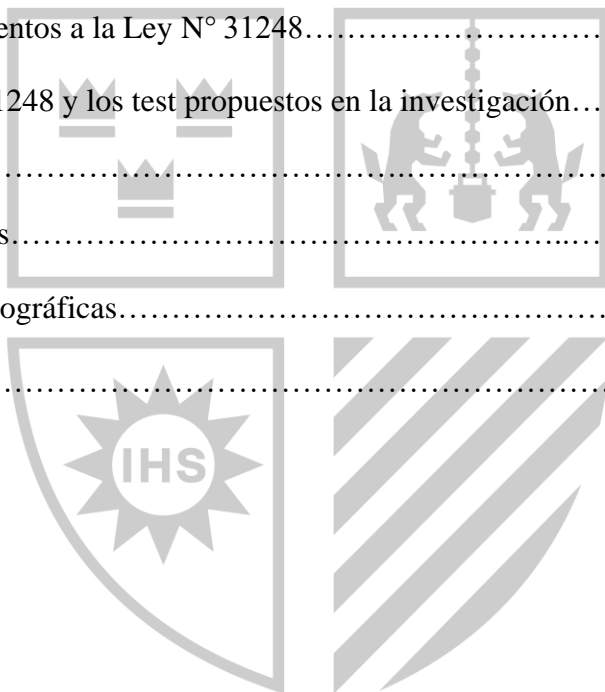 entos a la Ley N° 31248…………………………
1248 y los test propuestos en la investigación…
………………………………………………………
s…………………………………………..….
ográficas…………………………………………
………………………………………………………
IHS